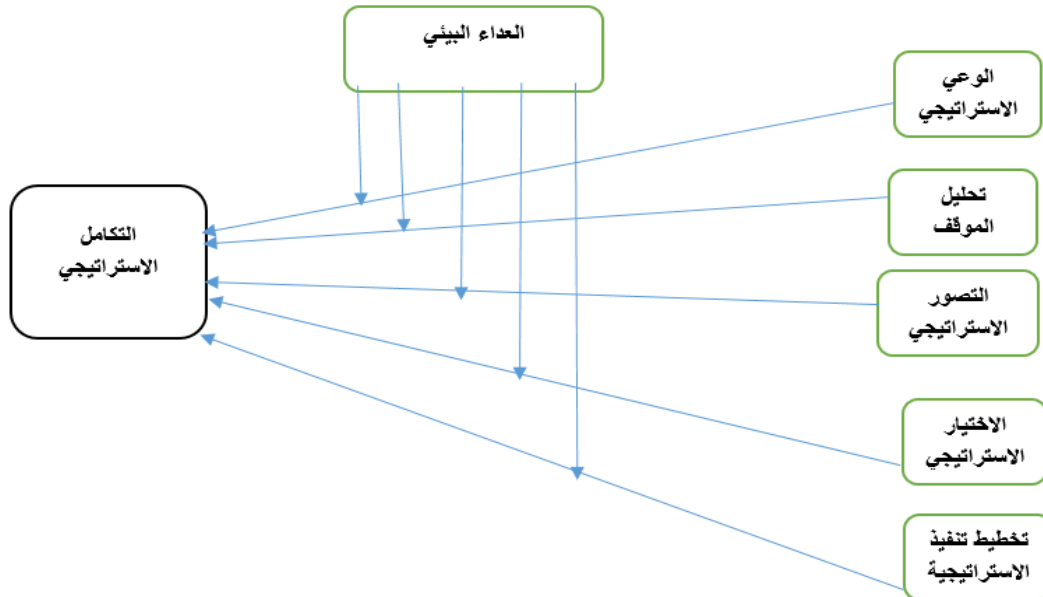 العداء البيئي
الوعي
الاستراتيجي
تحليل
الموقف
التصور
الاستراتيجي
الاختيار
الاستراتيجي
تخطيط تنفيذ
الاستراتيجية
التكامل
الاستراتيجي